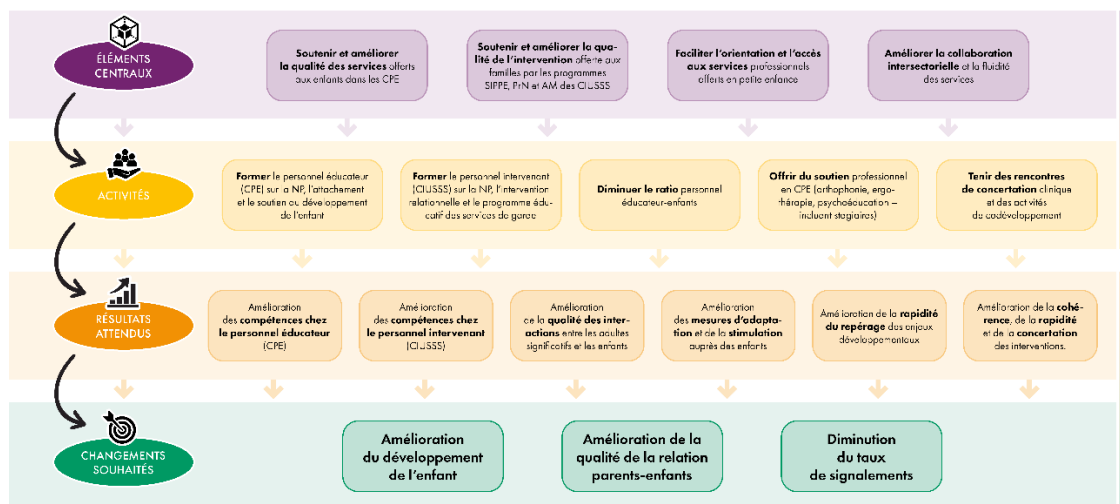 ÉLÉMENTS
CENTRAUX
Soutenir et améliorer
la qualité des services offerts
aux enfants dans les CPE
Soutenir et améliorer la qua-
lité de l'intervention offerte aux
familles par les programmes
SIPPE, PrN et AM des CIUSSS
Faciliter l'orientation et l'accès
aux services professionnels
offerts en petite enfance
Améliorer la collaboration
intersectorielle et la fluidité
des services
ACTIVITÉS
Former le personnel éducateur
(CPE) sur la NP, l'attachement
et le soutien au développement
de l'enfant
Former le personnel intervenant
(CIUSSS) sur la NP, l'intervention
relationnelle et le programme édu-
catif des services de garde
Diminuer le ratio personnel
éducateur-enfants
Offrir du soutien professionnel
en CPE (orthophonie, ergo-
thérapie, psychoéducation –
incluent stagiaires)
Tenir des rencontres
de concertation clinique
et des activités
de codéveloppement
RÉSULTATS
ATTENDUS
Amélioration
des compétences chez
le personnel éducateur
(CPE)
Amélioration
des compétences chez
le personnel intervenant
(CIUSSS)
Amélioration
de la qualité des inter-
actions entre les adultes
significatifs et les enfants
Amélioration
des mesures d'adapta-
tion et de la stimulation
auprès des enfants
Amélioration de la rapidité
du repérage des enjeux
développementaux
Amélioration de la cohé-
rence, de la rapidité
et de la concertation
des interventions.
CHANGEMENTS
SOUHAITÉS
Amélioration
du développement
de l'enfant
Amélioration de la
qualité de la relation
parents-enfants
Diminution
du taux
de signalements